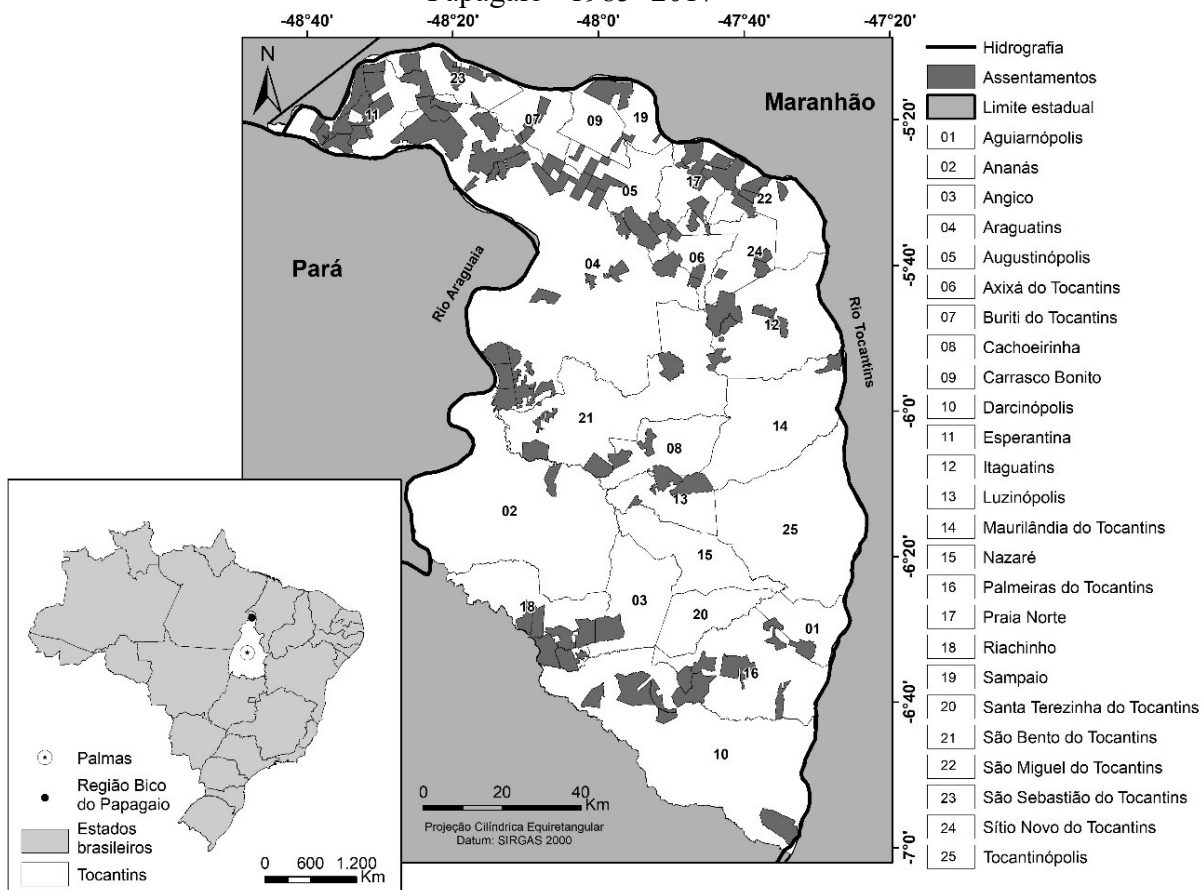 Papagaio - 1985- 2017
-48°40'
-48°20'
-48°0'
-47°40'
-47°20'
N
Maranhão
Pará
Rio Araguaia
Rio Tocantins
23
11
07
09
19
05
17
22
04
06
24
12
21
14
08
13
02
25
15
18
03
20
01
16
10
-5°20'
-5°40'
-6°0'
-6°20'
-6°40'
-7°0'
0 20 40
Km
Projeção Cilíndrica Equiretangular
Datum: SIRGAS 2000
Hidrografia
Assentamentos
Limite estadual
01 Aguiarnópolis
02 Ananás
03 Angico
04 Araguatins
05 Augustinópolis
06 Axixá do Tocantins
07 Buriti do Tocantins
08 Cachoeirinha
09 Carrasco Bonito
10 Darcinópolis
11 Esperantina
12 Itaguatins
13 Luzinópolis
14 Maurilândia do Tocantins
15 Nazaré
16 Palmeiras do Tocantins
17 Praia Norte
18 Riachinho
19 Sampaio
20 Santa Terezinha do Tocantins
21 São Bento do Tocantins
22 São Miguel do Tocantins
23 São Sebastião do Tocantins
24 Sítio Novo do Tocantins
25 Tocantinópolis
Palmas
Região Bico
do Papagaio
Estados
brasileiros
Tocantins
0 600 1.200
Km